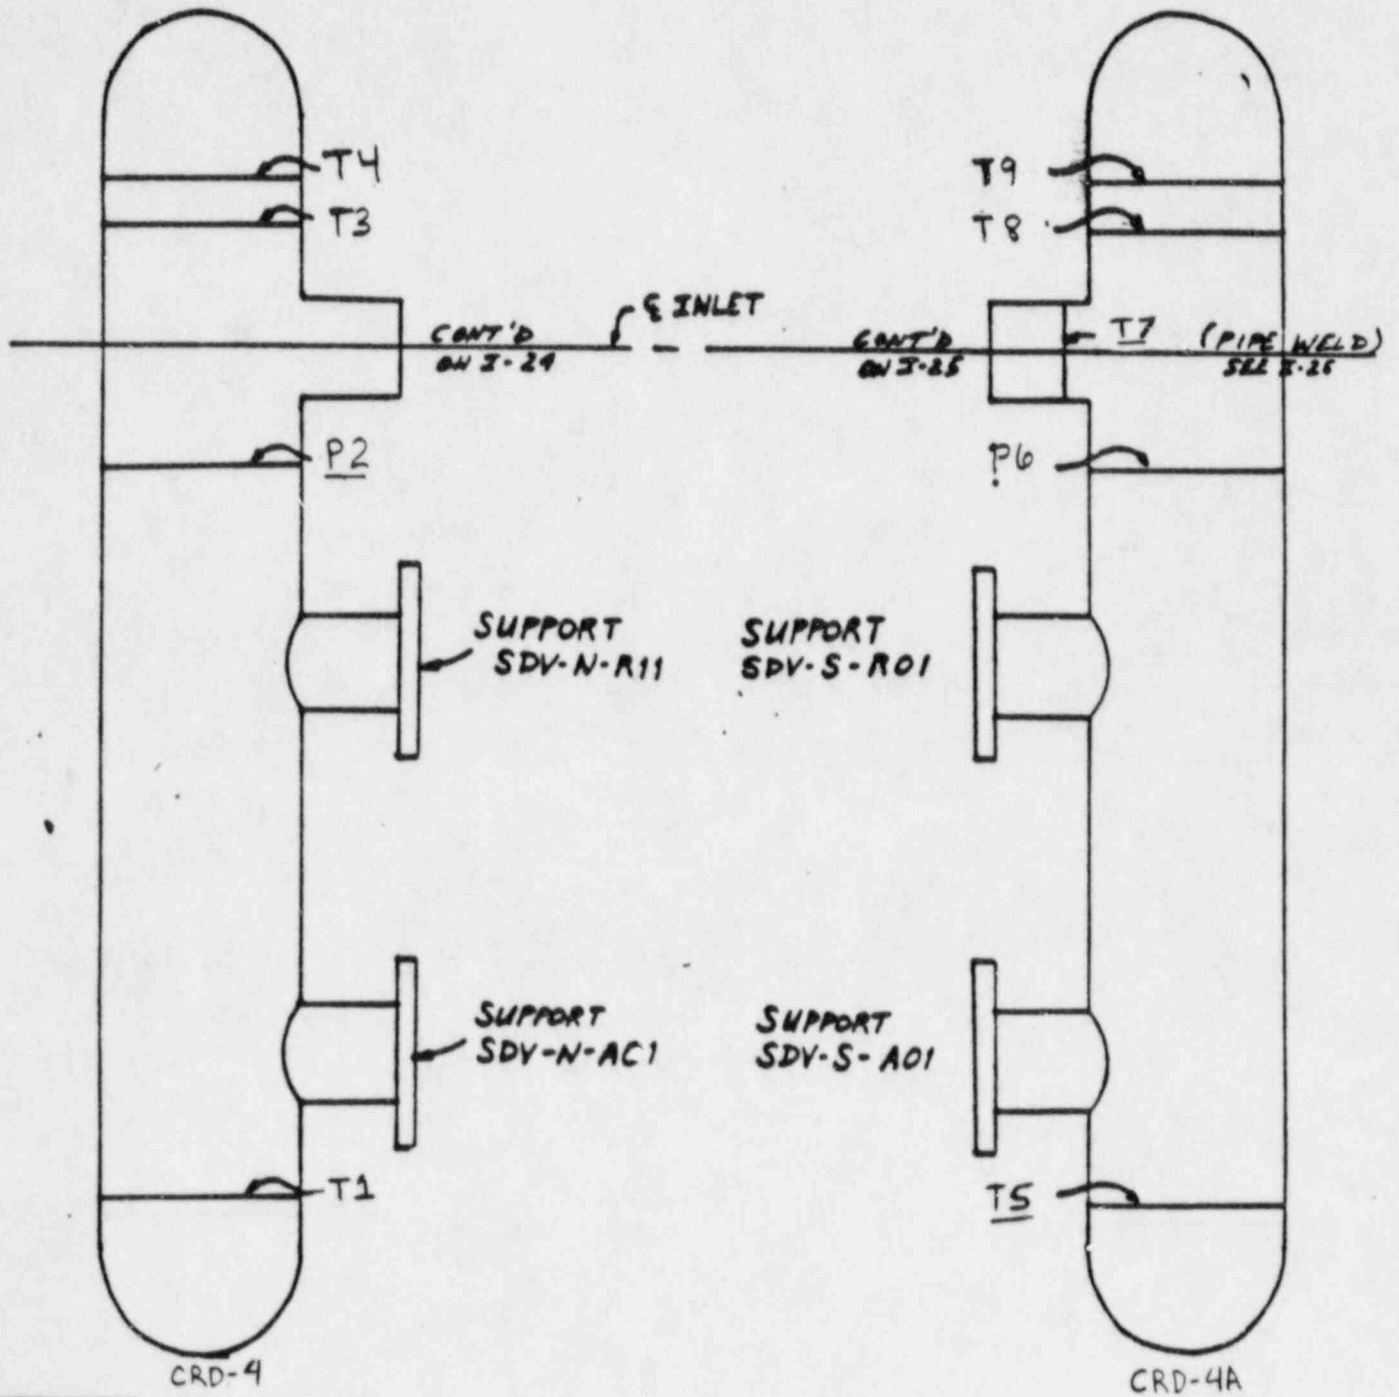 T4
T9
T3
T8
℄ INLET
CONT'D
ON I-24
CONT'D
ON I-25
T7
(PIPE WELD)
SEE I-26
P2
P6
SUPPORT
SDV-N-R11
SUPPORT
SDV-S-R01
SUPPORT
SDV-N-AC1
SUPPORT
SDV-S-A01
T1
T5
CRD-4
CRD-4A